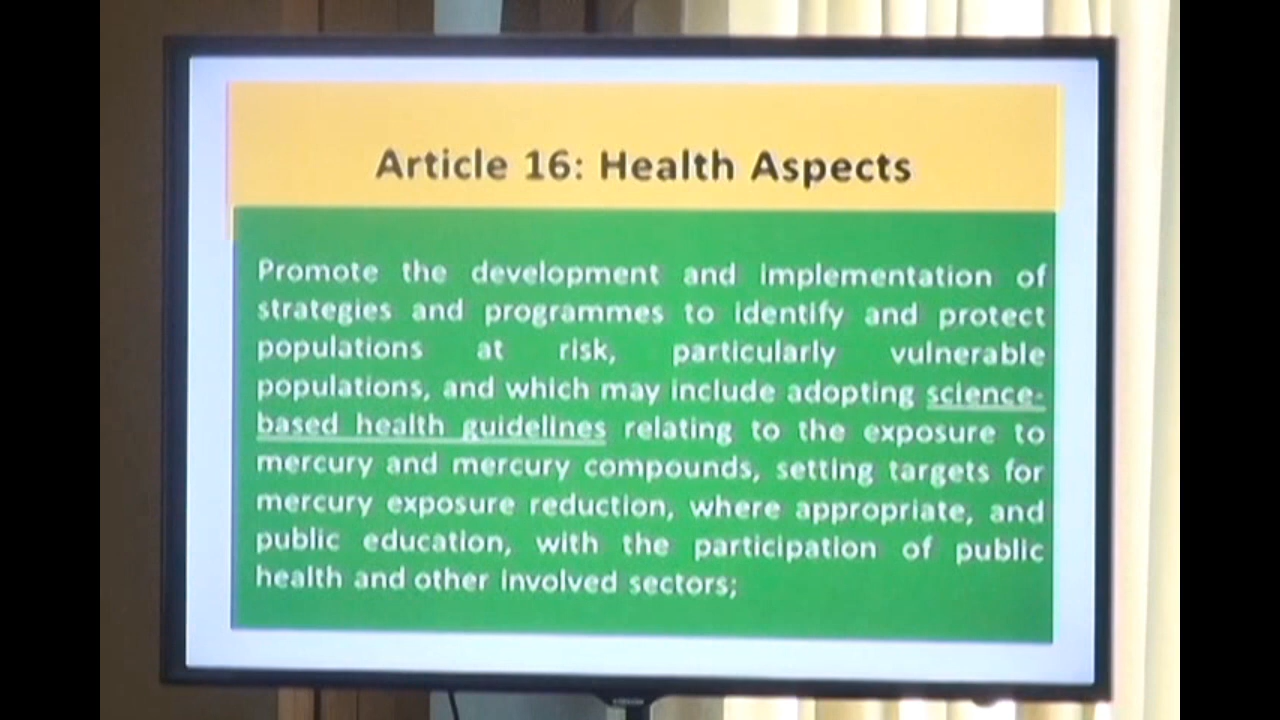 Article 16: Health Aspects
Promote the development and implementation of
strategies and programmes to identify and protect
populations at risk, particularly vulnerable
populations, and which may include adopting science-
based health guidelines relating to the exposure to
mercury and mercury compounds, setting targets for
mercury exposure reduction, where appropriate, and
public education, with the participation of public
health and other involved sectors;